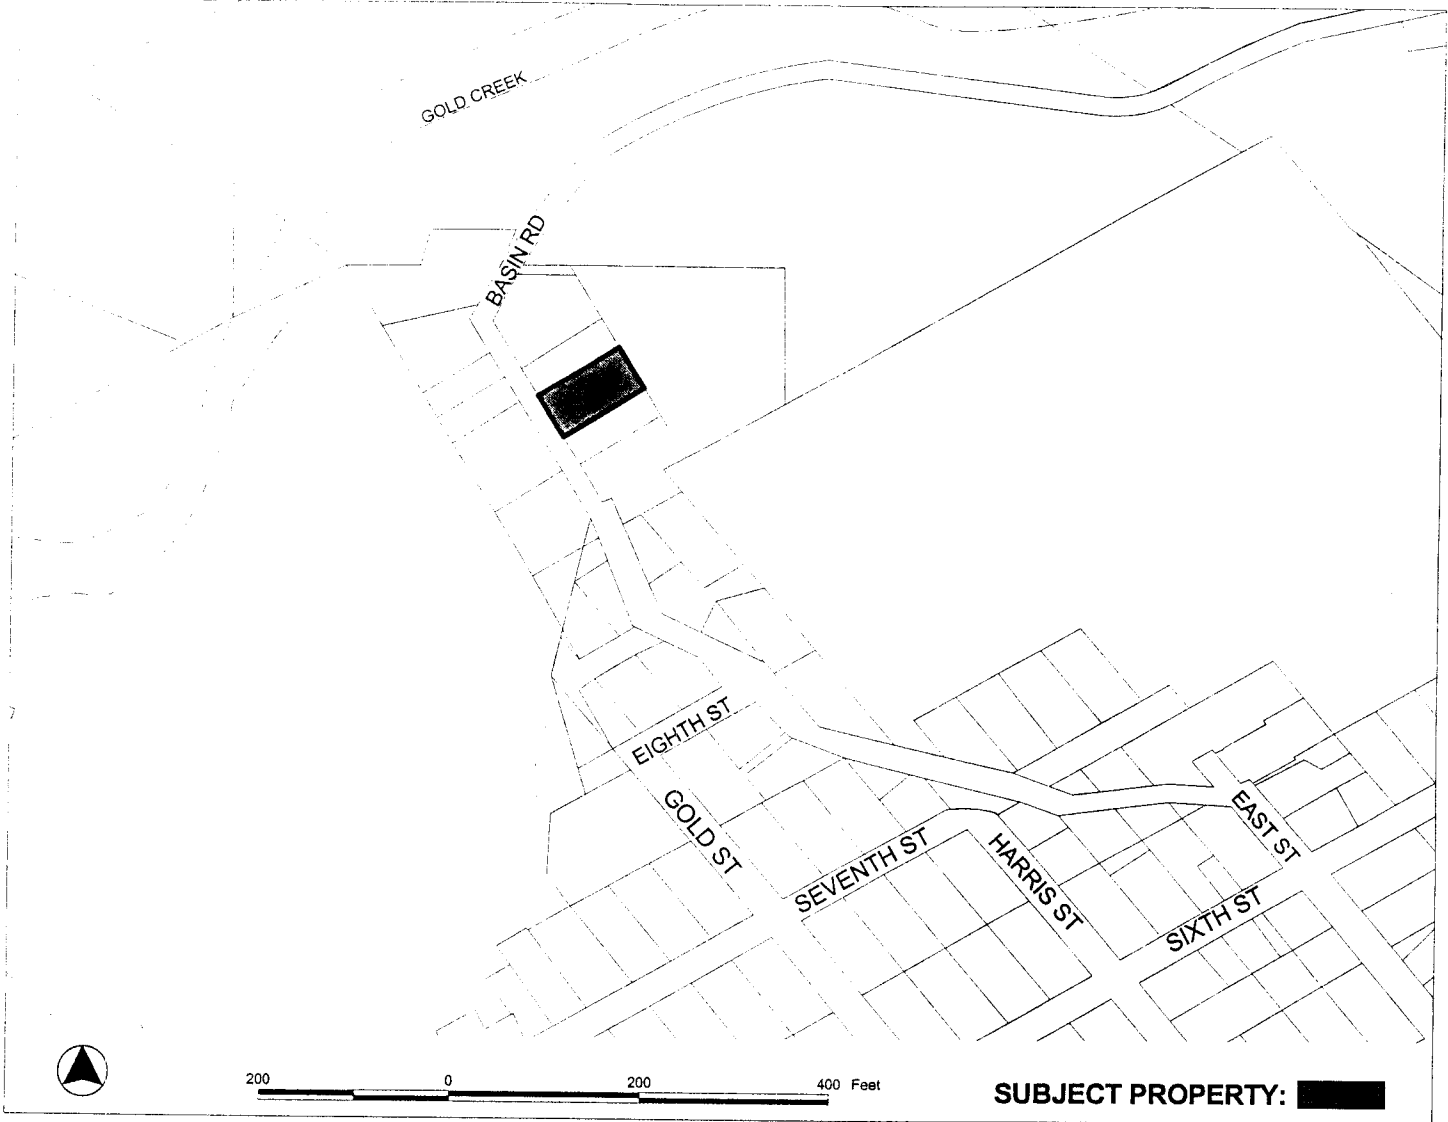 GOLD CREEK
BASIN RD
EIGHTH ST
GOLD ST
SEVENTH ST
HARRIS ST
EAST ST
SIXTH ST
200 0 200 400 Feet
SUBJECT PROPERTY: